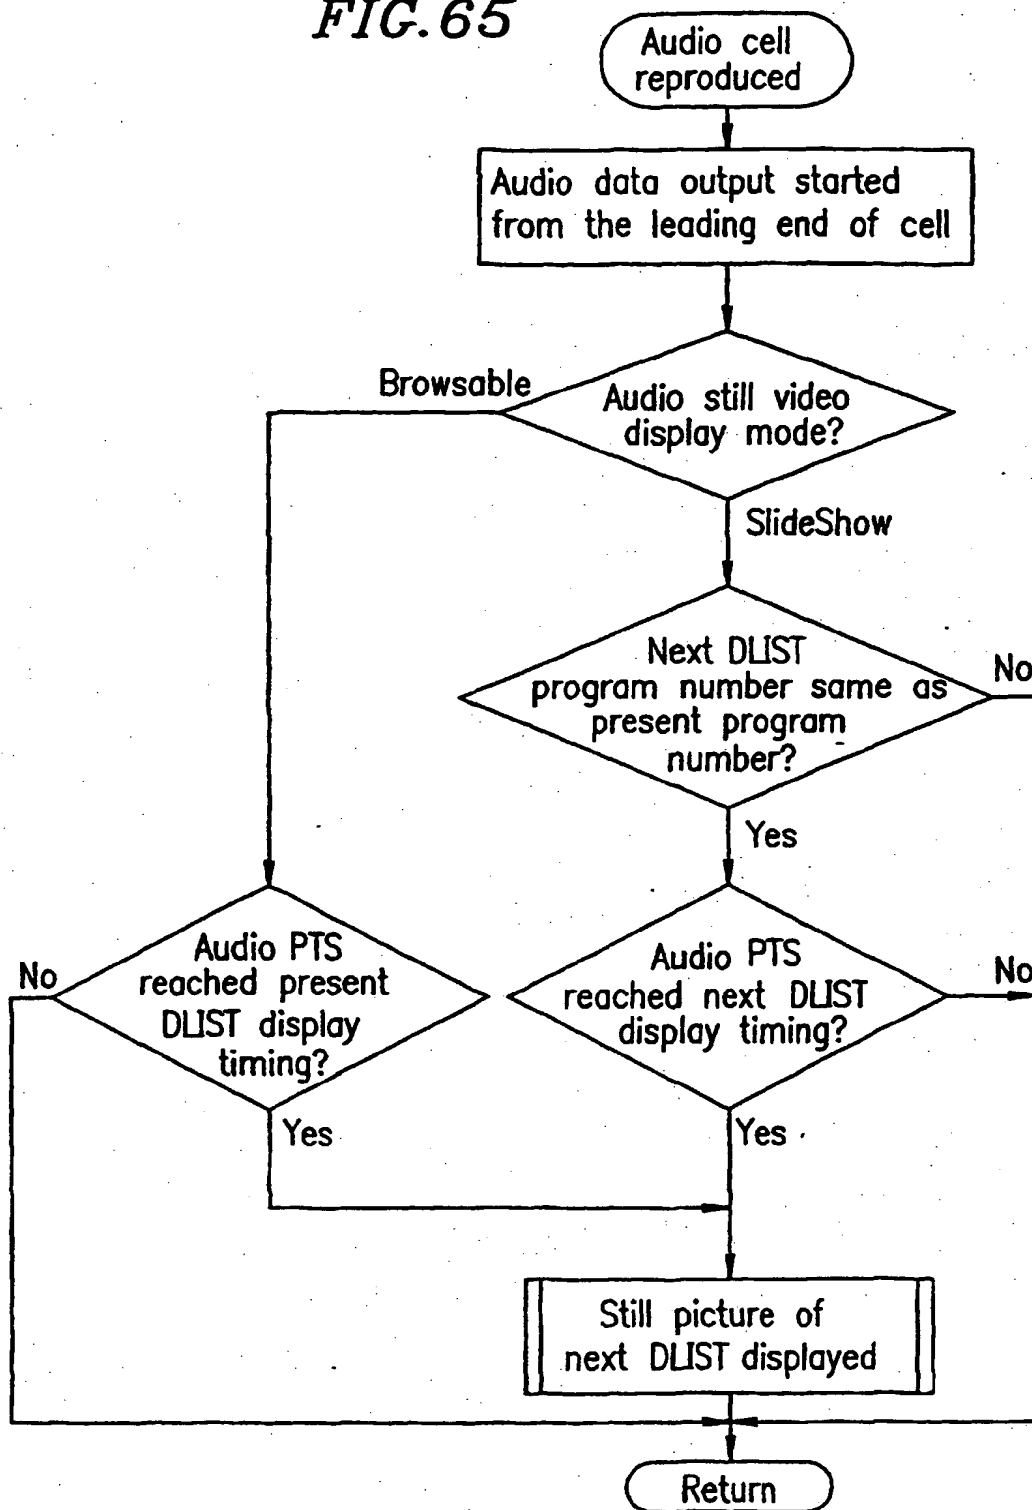 FIG.65
Audio cell
reproduced
Audio data output started
from the leading end of cell
Audio still video
display mode?
Browsable
SlideShow
Next DLIST
program number same as
present program
number?
No
Yes
Audio PTS
reached present
DLIST display
timing?
No
Yes
Audio PTS
reached next DLIST
display timing?
No
Yes
Still picture of
next DLIST displayed
Return